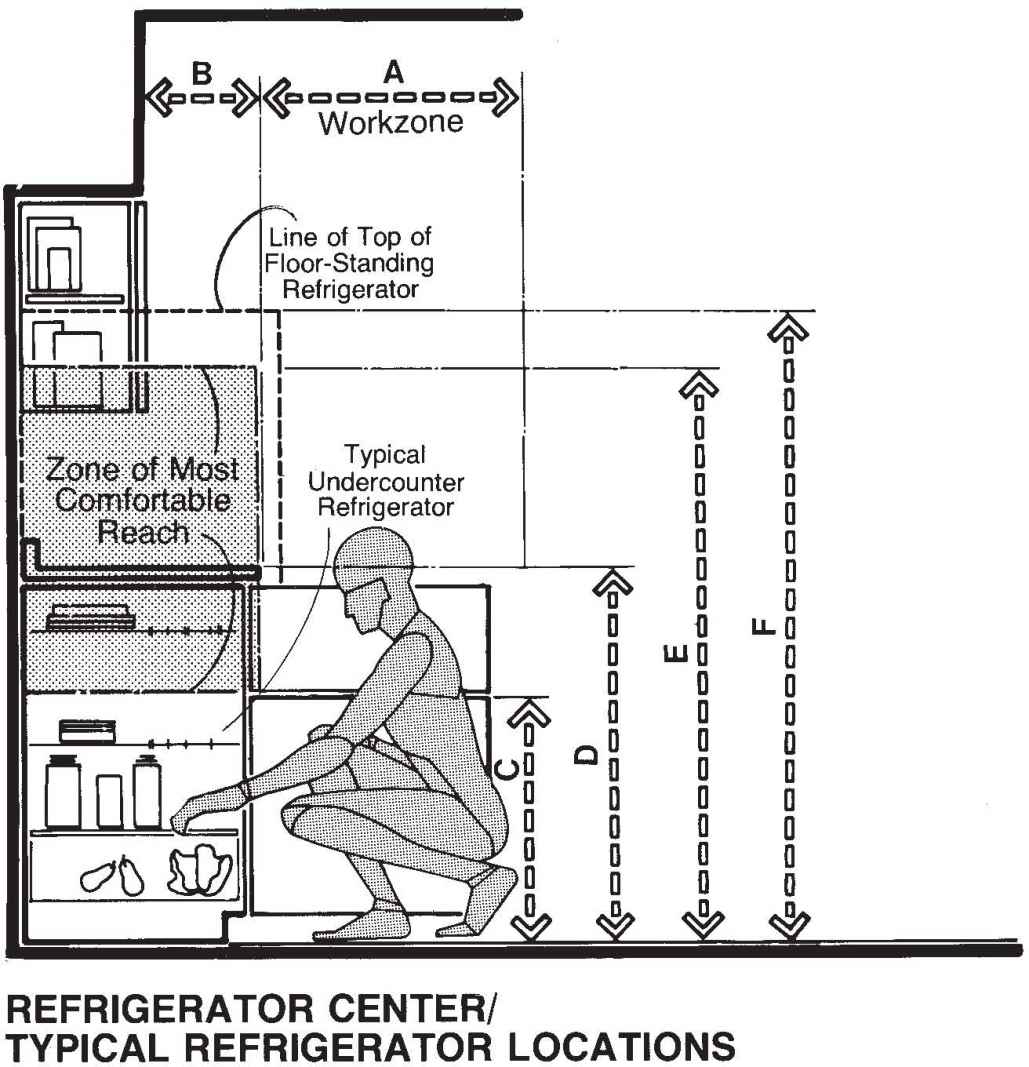 B
A
Workzone
Line of Top of
Floor-Standing
Refrigerator
Zone of Most
Comfortable
Reach
Typical
Undercounter
Refrigerator
C
D
E
F
REFRIGERATOR CENTER/
TYPICAL REFRIGERATOR LOCATIONS